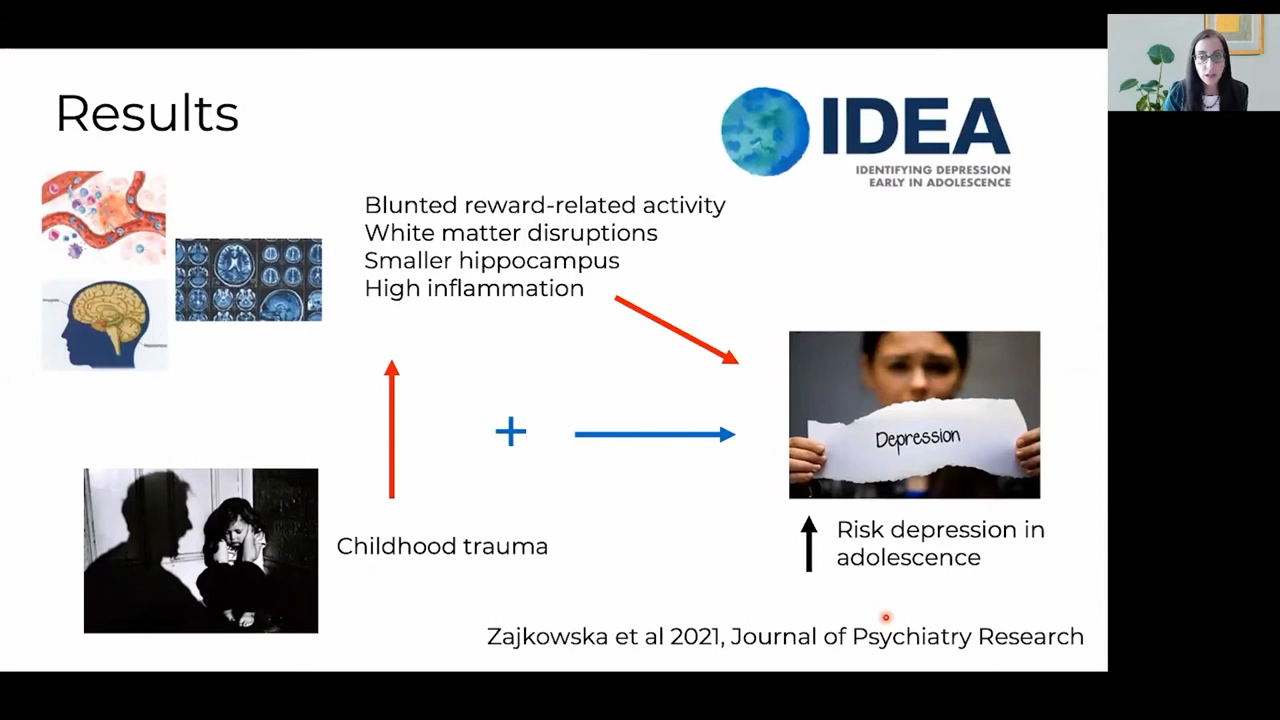 Results
IDEA
IDENTIFYING DEPRESSION
EARLY IN ADOLESCENCE
Blunted reward-related activity
White matter disruptions
Smaller hippocampus
High inflammation
Depression
Childhood trauma
Risk depression in
adolescence
Zajkowska et al 2021, Journal of Psychiatry Research